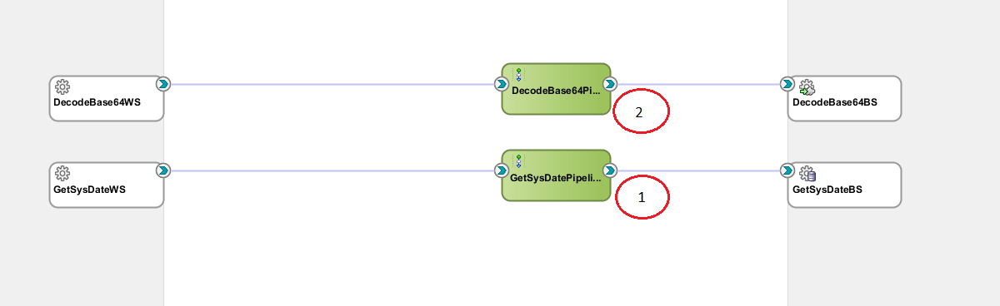 DecodeBase64WS
DecodeBase64Pi...
2
DecodeBase64BS
GetSysDateWS
GetSysDatePipeli...
1
GetSysDateBS